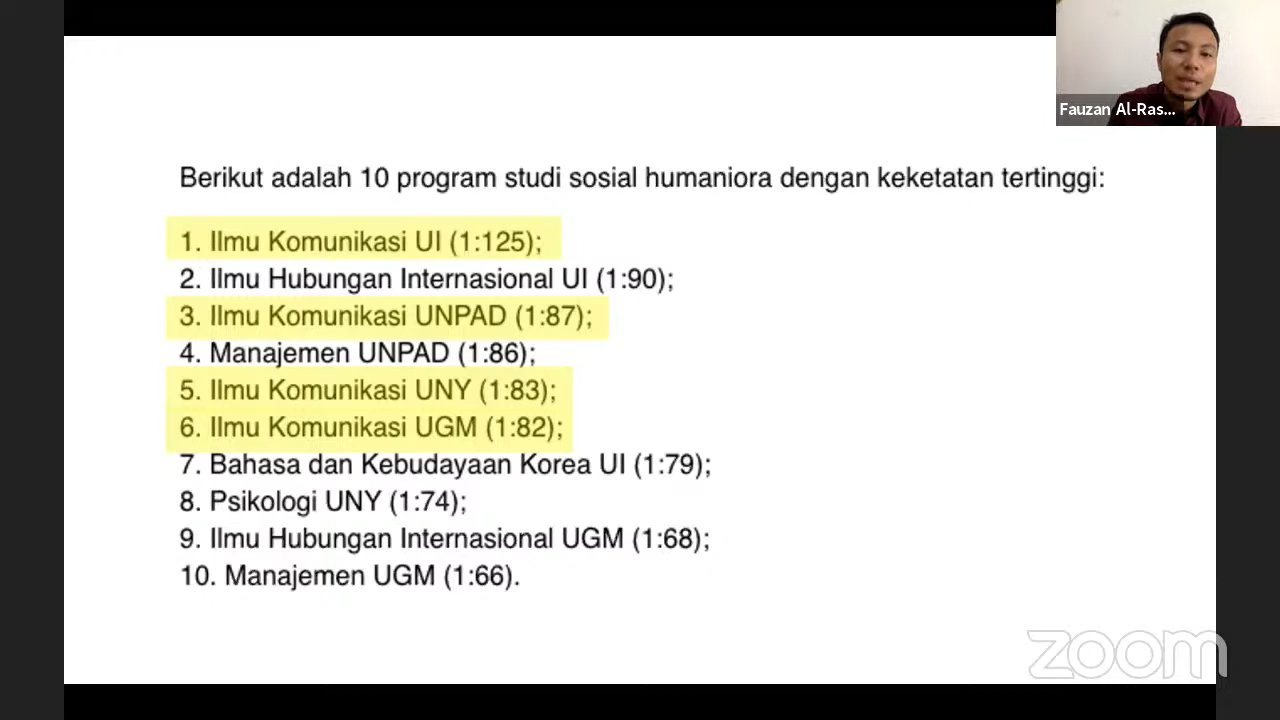 Fauzan Al-Ras...
Berikut adalah 10 program studi sosial humaniora dengan keketatan tertinggi:
1. Ilmu Komunikasi UI (1:125);
2. Ilmu Hubungan Internasional UI (1:90);
3. Ilmu Komunikasi UNPAD (1:87);
4. Manajemen UNPAD (1:86);
5. Ilmu Komunikasi UNY (1:83);
6. Ilmu Komunikasi UGM (1:82);
7. Bahasa dan Kebudayaan Korea UI (1:79);
8. Psikologi UNY (1:74);
9. Ilmu Hubungan Internasional UGM (1:68);
10. Manajemen UGM (1:66).
zoom